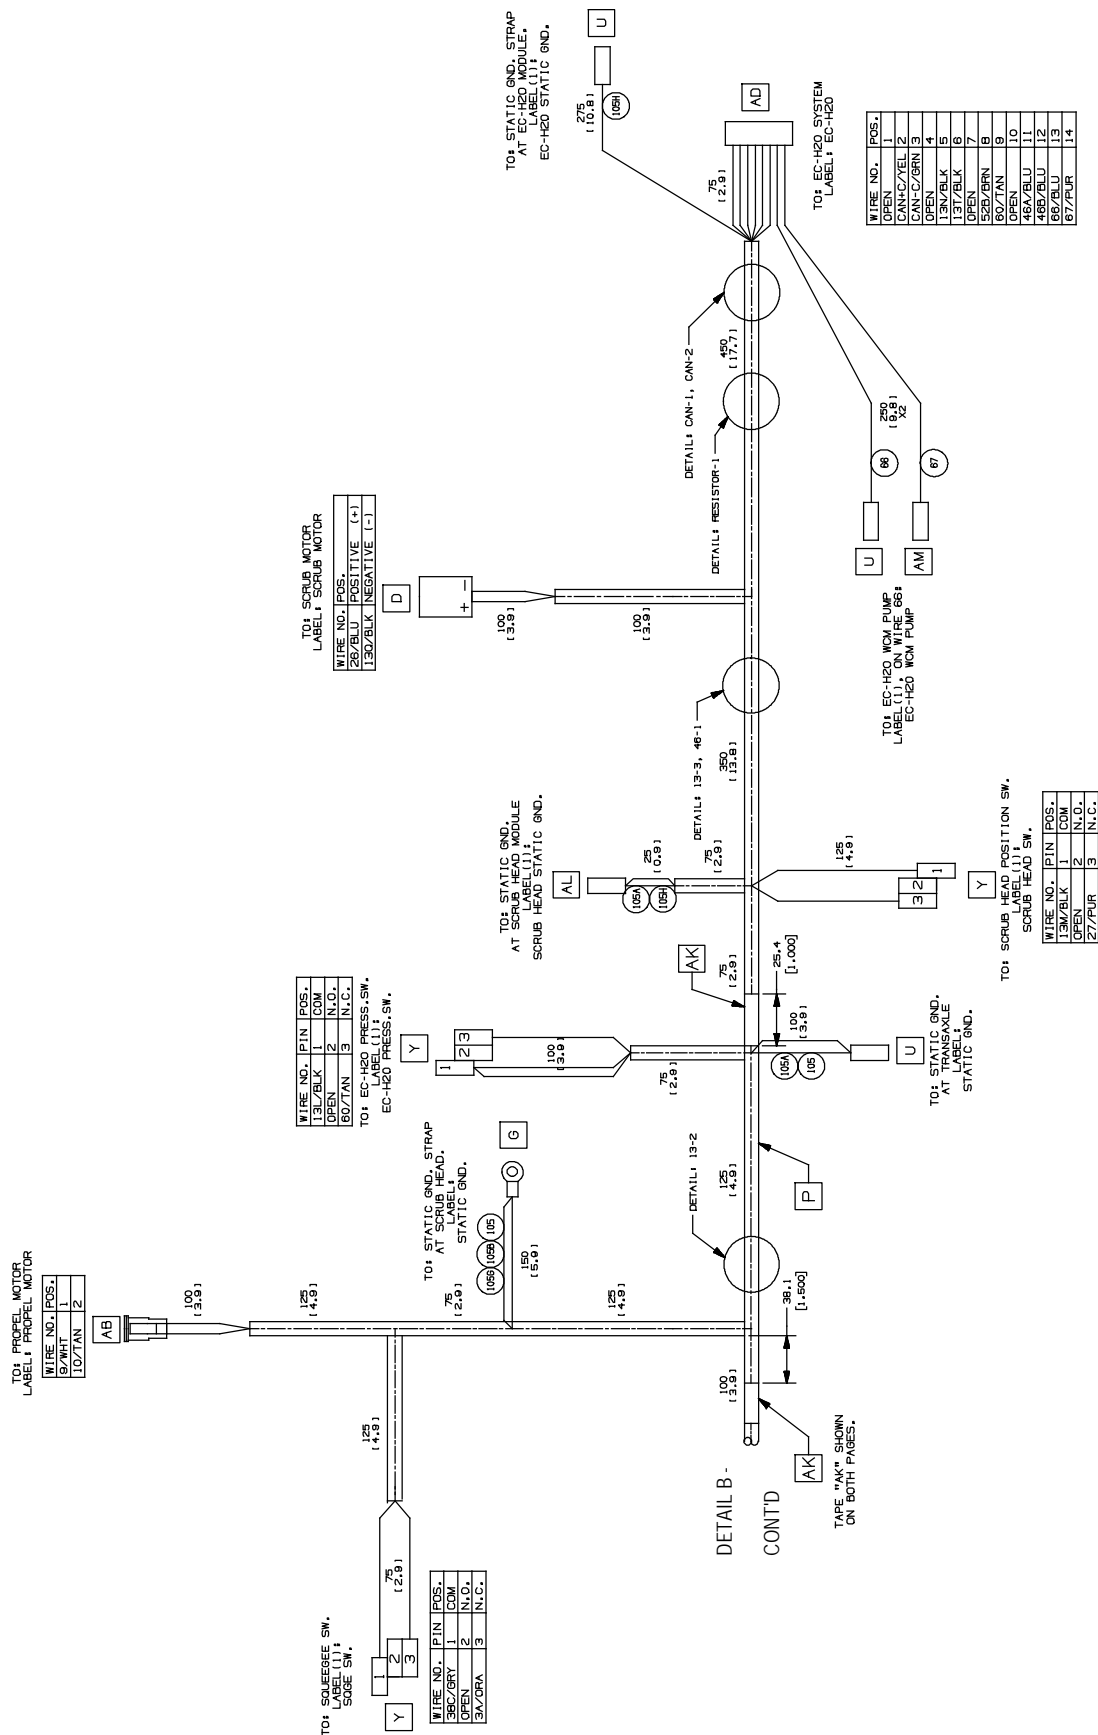 TO: PROPEL MOTOR
LABEL: PROPEL MOTOR
WIRE NO. POS.
9/WHT 1
10/TAN 2
AB
100
[3.9]
125
[4.9]
75
[2.9]
125
[4.9]
TO: SQUEEGEE SW.
LABEL(1):
SQGE SW.
1
2
3
Y
75
[2.9]
125
[4.9]
WIRE NO. PIN POS.
38C/GRY 1 COM
OPEN 2 N.O.
3A/ORA 3 N.C.
TO: STATIC GND. STRAP
AT SCRUB HEAD.
LABEL:
STATIC GND.
G
105G 105B 105
150
[5.9]
WIRE NO. PIN POS.
13L/BLK 1 COM
OPEN 2 N.O.
60/TAN 3 N.C.
TO: EC-H2O PRESS.SW.
LABEL(1):
EC-H2O PRESS.SW.
Y
1
2
3
100
[3.9]
75
[2.9]
DETAIL B -
CONT'D
100
[3.9]
38.1
[1.500]
AK
TAPE "AK" SHOWN
ON BOTH PAGES.
DETAIL: 13-2
125
[4.9]
P
105A 105
100
[3.9]
U
TO: STATIC GND.
AT TRANSAXLE
LABEL:
STATIC GND.
25.4
[1.000]
AK
75
[2.9]
TO: STATIC GND.
AT SCRUB HEAD MODULE
LABEL(1):
SCRUB HEAD STATIC GND.
AL
25
[0.9]
105A 105H
75
[2.9]
125
[4.9]
3 2 1
Y
TO: SCRUB HEAD POSITION SW.
LABEL(1):
SCRUB HEAD SW.
WIRE NO. PIN POS.
13M/BLK 1 COM
OPEN 2 N.O.
27/PUR 3 N.C.
DETAIL: 13-3, 46-1
350
[13.8]
TO: SCRUB MOTOR
LABEL: SCRUB MOTOR
WIRE NO. POS.
26/BLU POSITIVE (+)
13Q/BLK NEGATIVE (-)
D
+ -
100
[3.9]
100
[3.9]
DETAIL: RESISTOR-1
DETAIL: CAN-1, CAN-2
450
[17.7]
TO: STATIC GND. STRAP
AT EC-H2O MODULE.
LABEL(1):
EC-H2O STATIC GND.
U
275
[10.8]
105H
75
[2.9]
AD
TO: EC-H2O SYSTEM
LABEL: EC-H2O
WIRE NO. POS.
OPEN 1
CAN+C/YEL 2
CAN-C/GRN 3
OPEN 4
13N/BLK 5
13T/BLK 6
OPEN 7
52B/BRN 8
60/TAN 9
OPEN 10
46A/BLU 11
46B/BLU 12
66/BLU 13
67/PUR 14
250
[9.8]
X2
66
67
U
AM
TO: EC-H2O WCM PUMP
LABEL(1), ON WIRE 66:
EC-H2O WCM PUMP